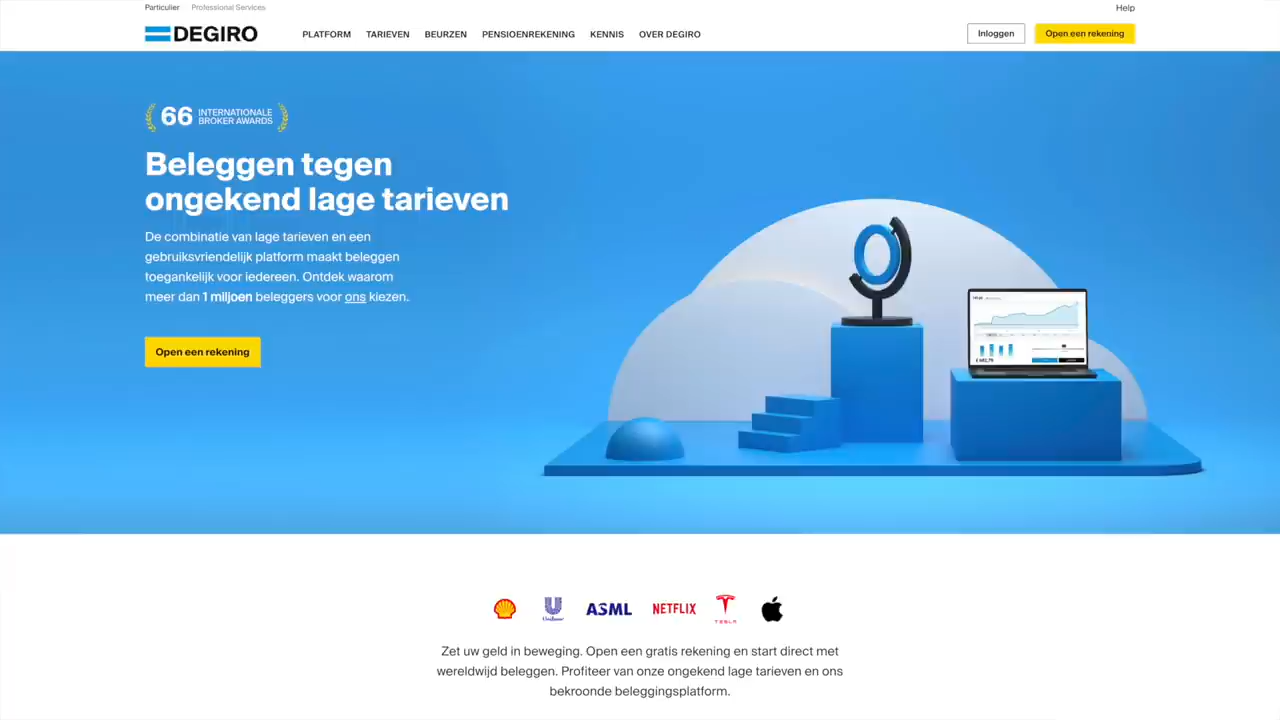 Particulier Professional Services Help
DEGIRO PLATFORM TARIEVEN BEURZEN PENSIOENREKENING KENNIS OVER DEGIRO Inloggen Open een rekening
66 INTERNATIONALE
BROKER AWARDS
Beleggen tegen
ongekend lage tarieven
De combinatie van lage tarieven en een
gebruiksvriendelijk platform maakt beleggen
toegankelijk voor iedereen. Ontdek waarom
meer dan 1 miljoen beleggers voor ons kiezen.
Open een rekening
Unilever ASML NETFLIX TESLA
Zet uw geld in beweging. Open een gratis rekening en start direct met
wereldwijd beleggen. Profiteer van onze ongekend lage tarieven en ons
bekroonde beleggingsplatform.